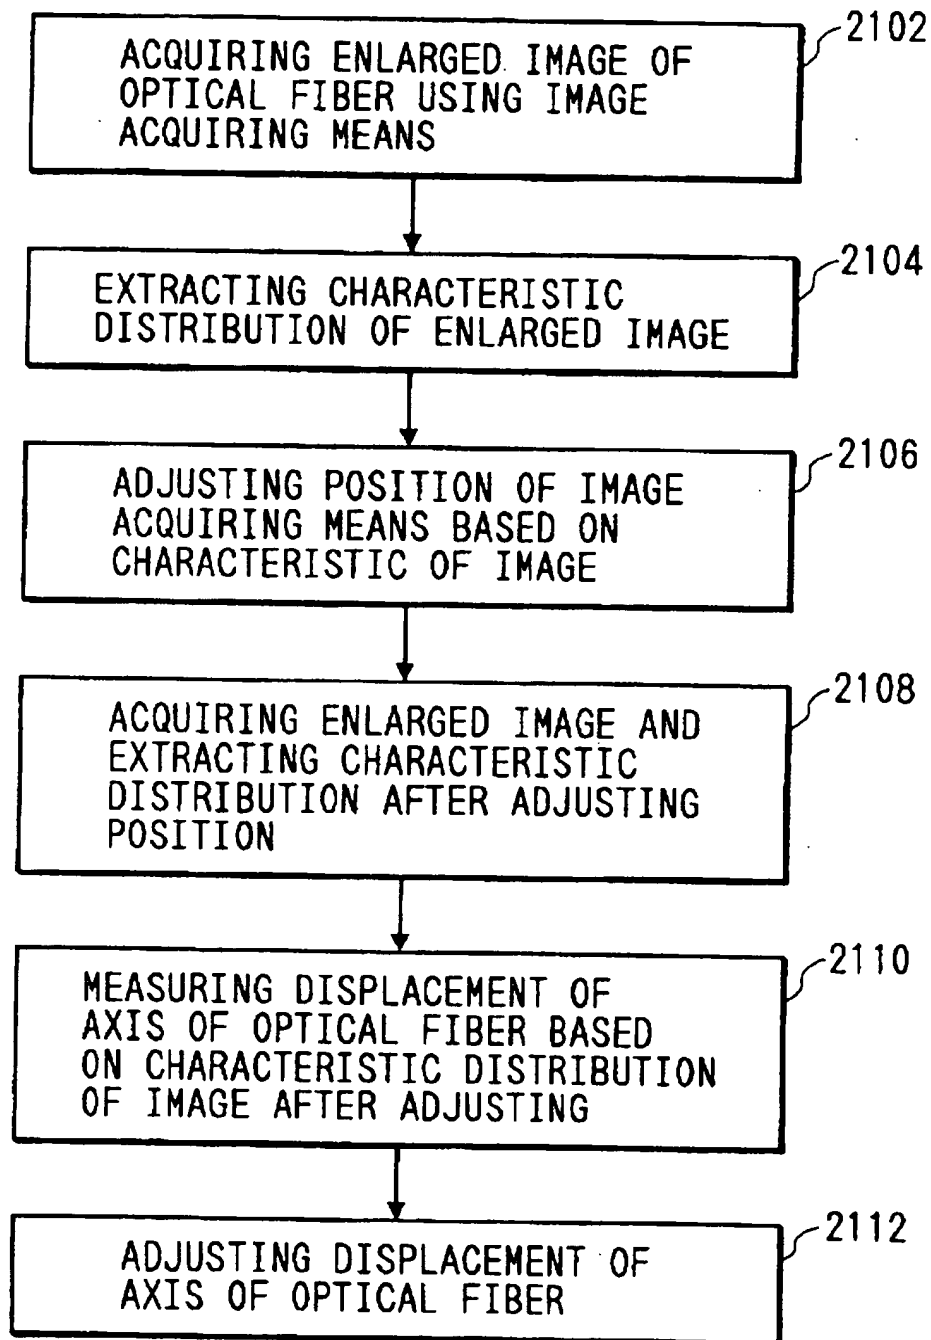 2102
ACQUIRING ENLARGED IMAGE OF
OPTICAL FIBER USING IMAGE
ACQUIRING MEANS
2104
EXTRACTING CHARACTERISTIC
DISTRIBUTION OF ENLARGED IMAGE
2106
ADJUSTING POSITION OF IMAGE
ACQUIRING MEANS BASED ON
CHARACTERISTIC OF IMAGE
2108
ACQUIRING ENLARGED IMAGE AND
EXTRACTING CHARACTERISTIC
DISTRIBUTION AFTER ADJUSTING
POSITION
2110
MEASURING DISPLACEMENT OF
AXIS OF OPTICAL FIBER BASED
ON CHARACTERISTIC DISTRIBUTION
OF IMAGE AFTER ADJUSTING
2112
ADJUSTING DISPLACEMENT OF
AXIS OF OPTICAL FIBER